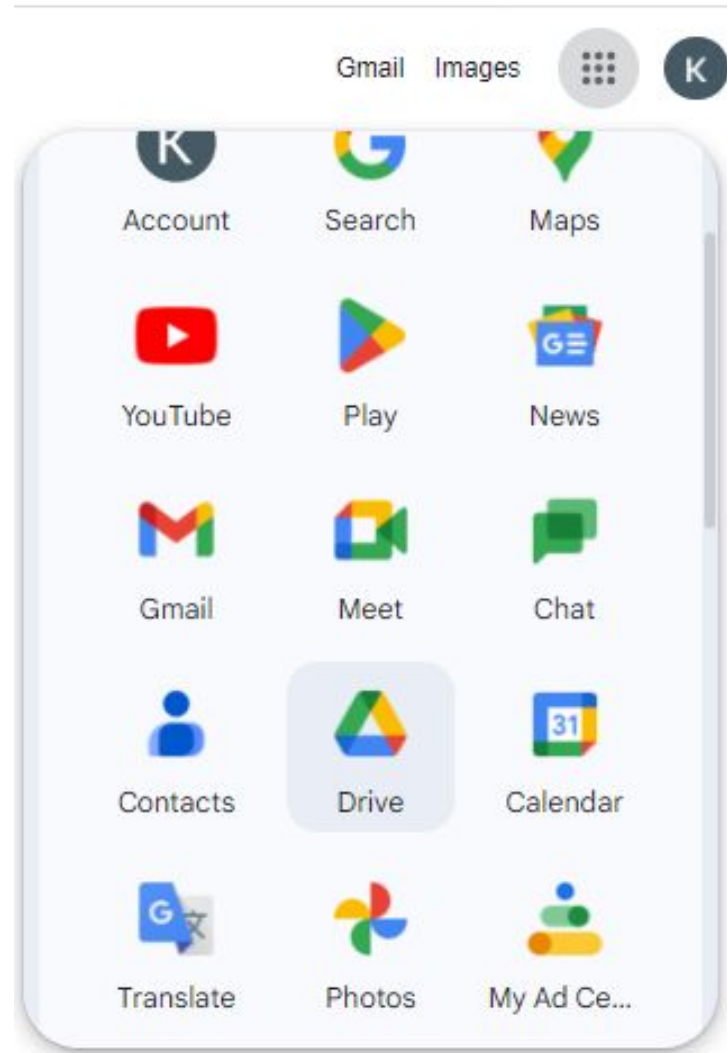 Gmail Images K
K
Account Search Maps
YouTube Play News
Gmail Meet Chat
31
Contacts Drive Calendar
G 文
Translate Photos My Ad Ce...